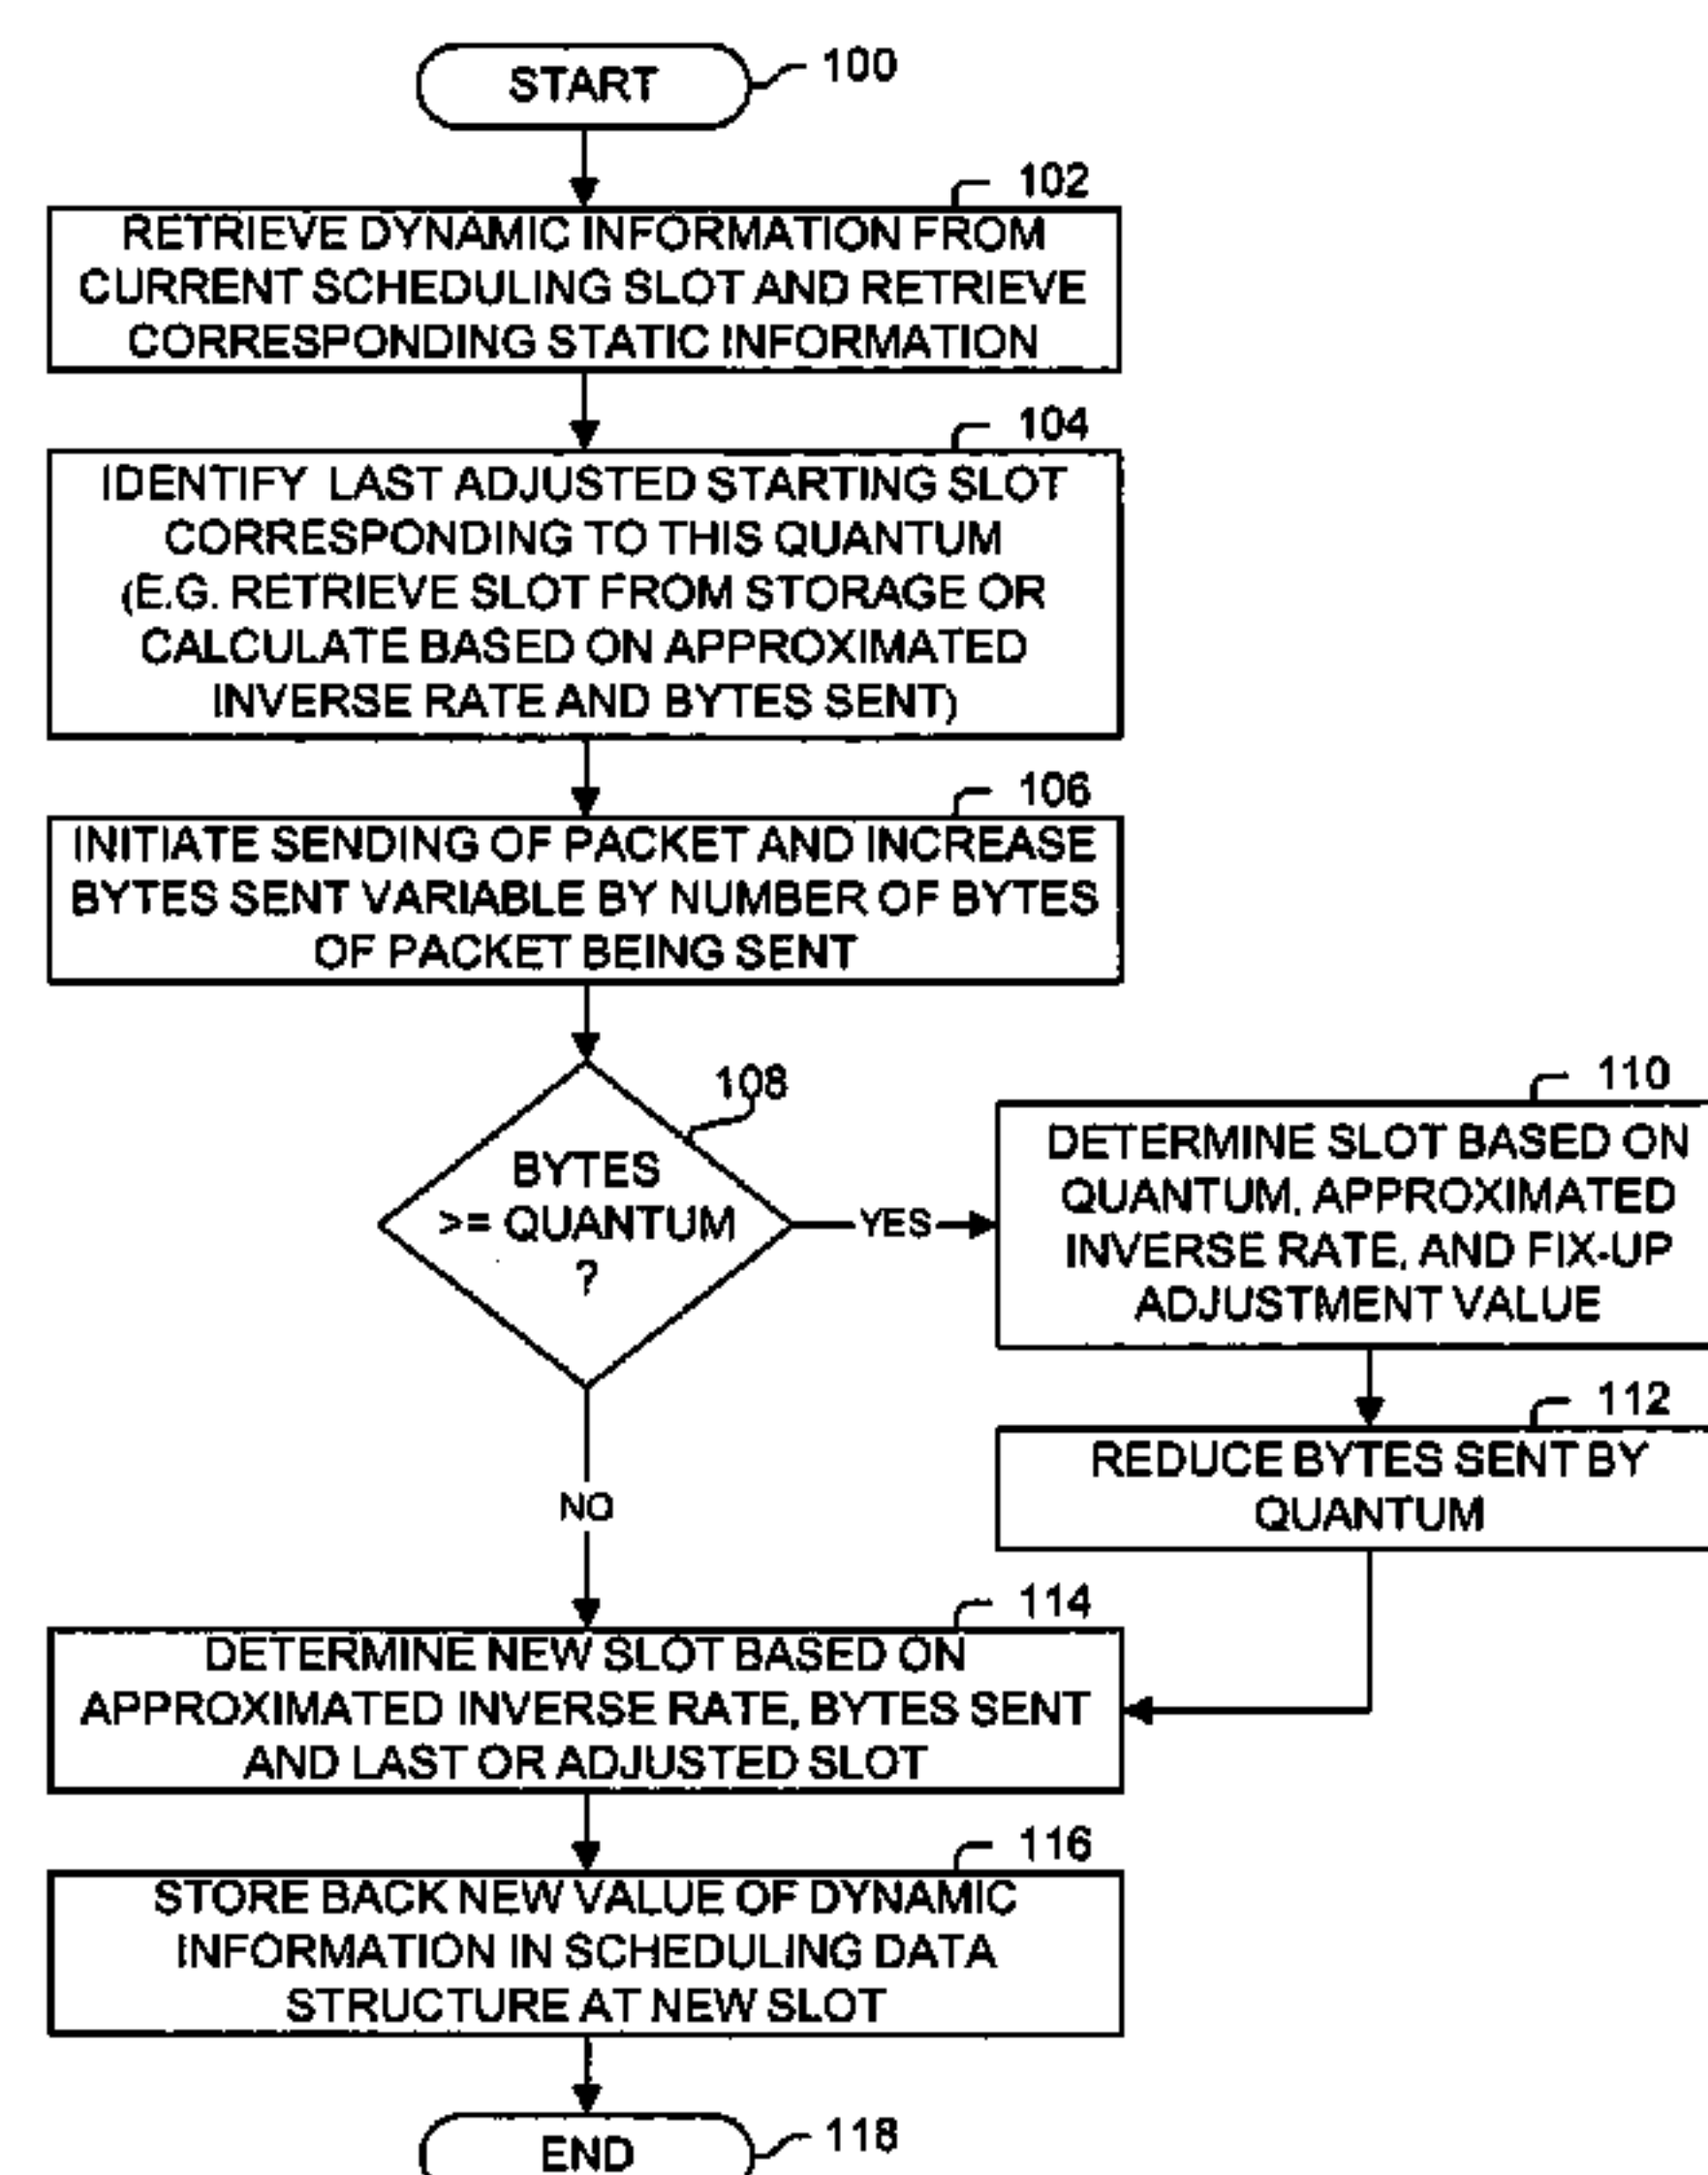 START
100
102
RETRIEVE DYNAMIC INFORMATION FROM
CURRENT SCHEDULING SLOT AND RETRIEVE
CORRESPONDING STATIC INFORMATION
104
IDENTIFY LAST ADJUSTED STARTING SLOT
CORRESPONDING TO THIS QUANTUM
(E.G. RETRIEVE SLOT FROM STORAGE OR
CALCULATE BASED ON APPROXIMATED
INVERSE RATE AND BYTES SENT)
106
INITIATE SENDING OF PACKET AND INCREASE
BYTES SENT VARIABLE BY NUMBER OF BYTES
OF PACKET BEING SENT
108
BYTES
>= QUANTUM
?
YES
110
DETERMINE SLOT BASED ON
QUANTUM, APPROXIMATED
INVERSE RATE, AND FIX-UP
ADJUSTMENT VALUE
112
REDUCE BYTES SENT BY
QUANTUM
NO
114
DETERMINE NEW SLOT BASED ON
APPROXIMATED INVERSE RATE, BYTES SENT
AND LAST OR ADJUSTED SLOT
116
STORE BACK NEW VALUE OF DYNAMIC
INFORMATION IN SCHEDULING DATA
STRUCTURE AT NEW SLOT
END
118